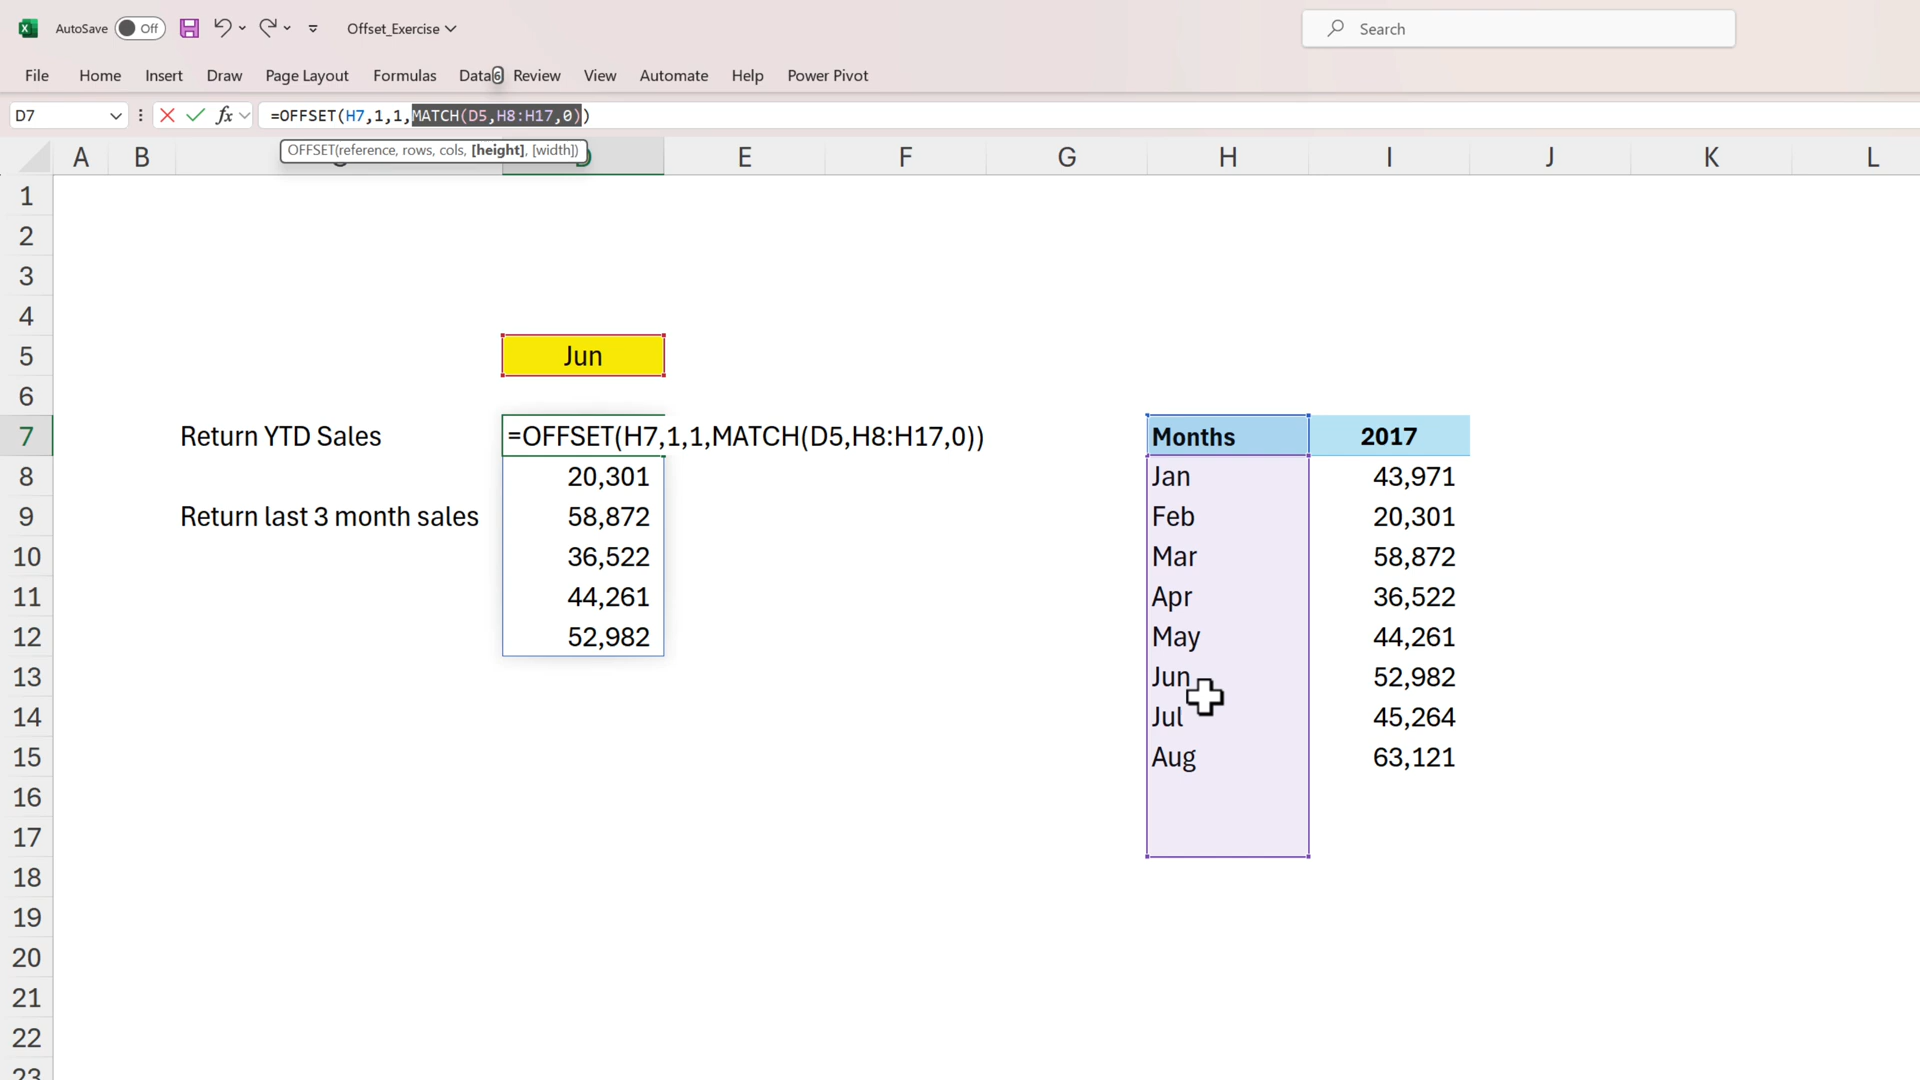 AutoSave Off Offset_Exercise Search
File Home Insert Draw Page Layout Formulas Data 6 Review View Automate Help Power Pivot
D7 fx =OFFSET(H7,1,1,MATCH(D5,H8:H17,0))
OFFSET(reference, rows, cols, [height], [width])
A B D E F G H I J K L
1
2
3
4
5 Jun
6
7 Return YTD Sales =OFFSET(H7,1,1,MATCH(D5,H8:H17,0)) Months 2017
8 20,301 Jan 43,971
9 Return last 3 month sales 58,872 Feb 20,301
10 36,522 Mar 58,872
11 44,261 Apr 36,522
12 52,982 May 44,261
13 Jun 52,982
14 Jul 45,264
15 Aug 63,121
16
17
18
19
20
21
22
23